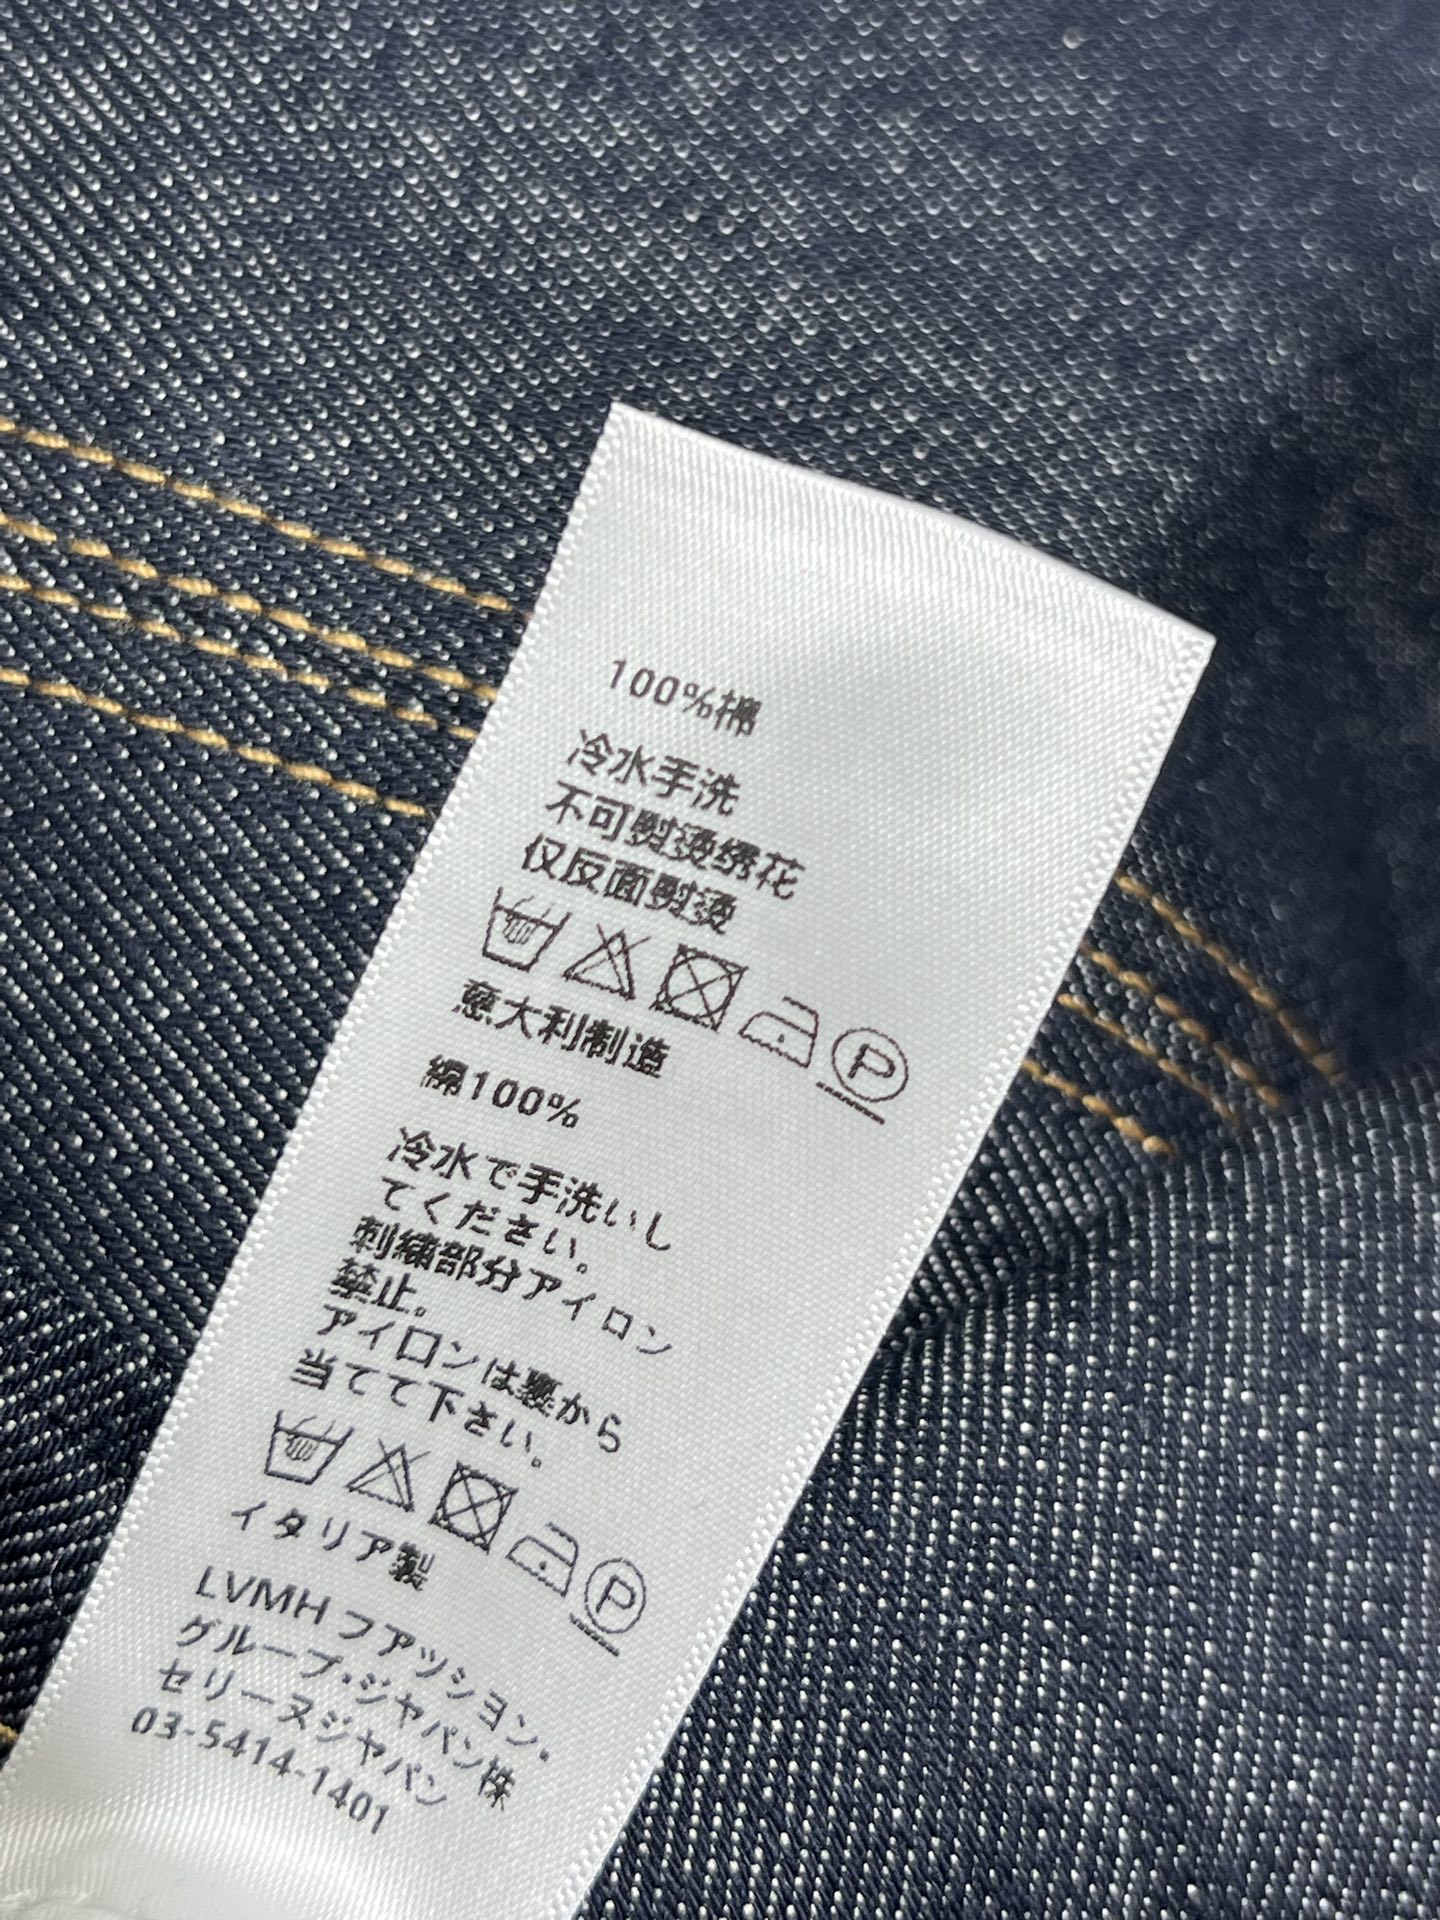 100%棉
冷水手洗
不可熨烫绣花
仅反面熨烫
P
意大利制造
綿100%
冷水で手洗いし
てください。
刺繍部分アイロン
禁止。
アイロンは裏から
当てて下さい。
P
イタリア製
LVMH ファッション.
グループ・ジャパン株
セリーヌジャパン
03-5414-1401